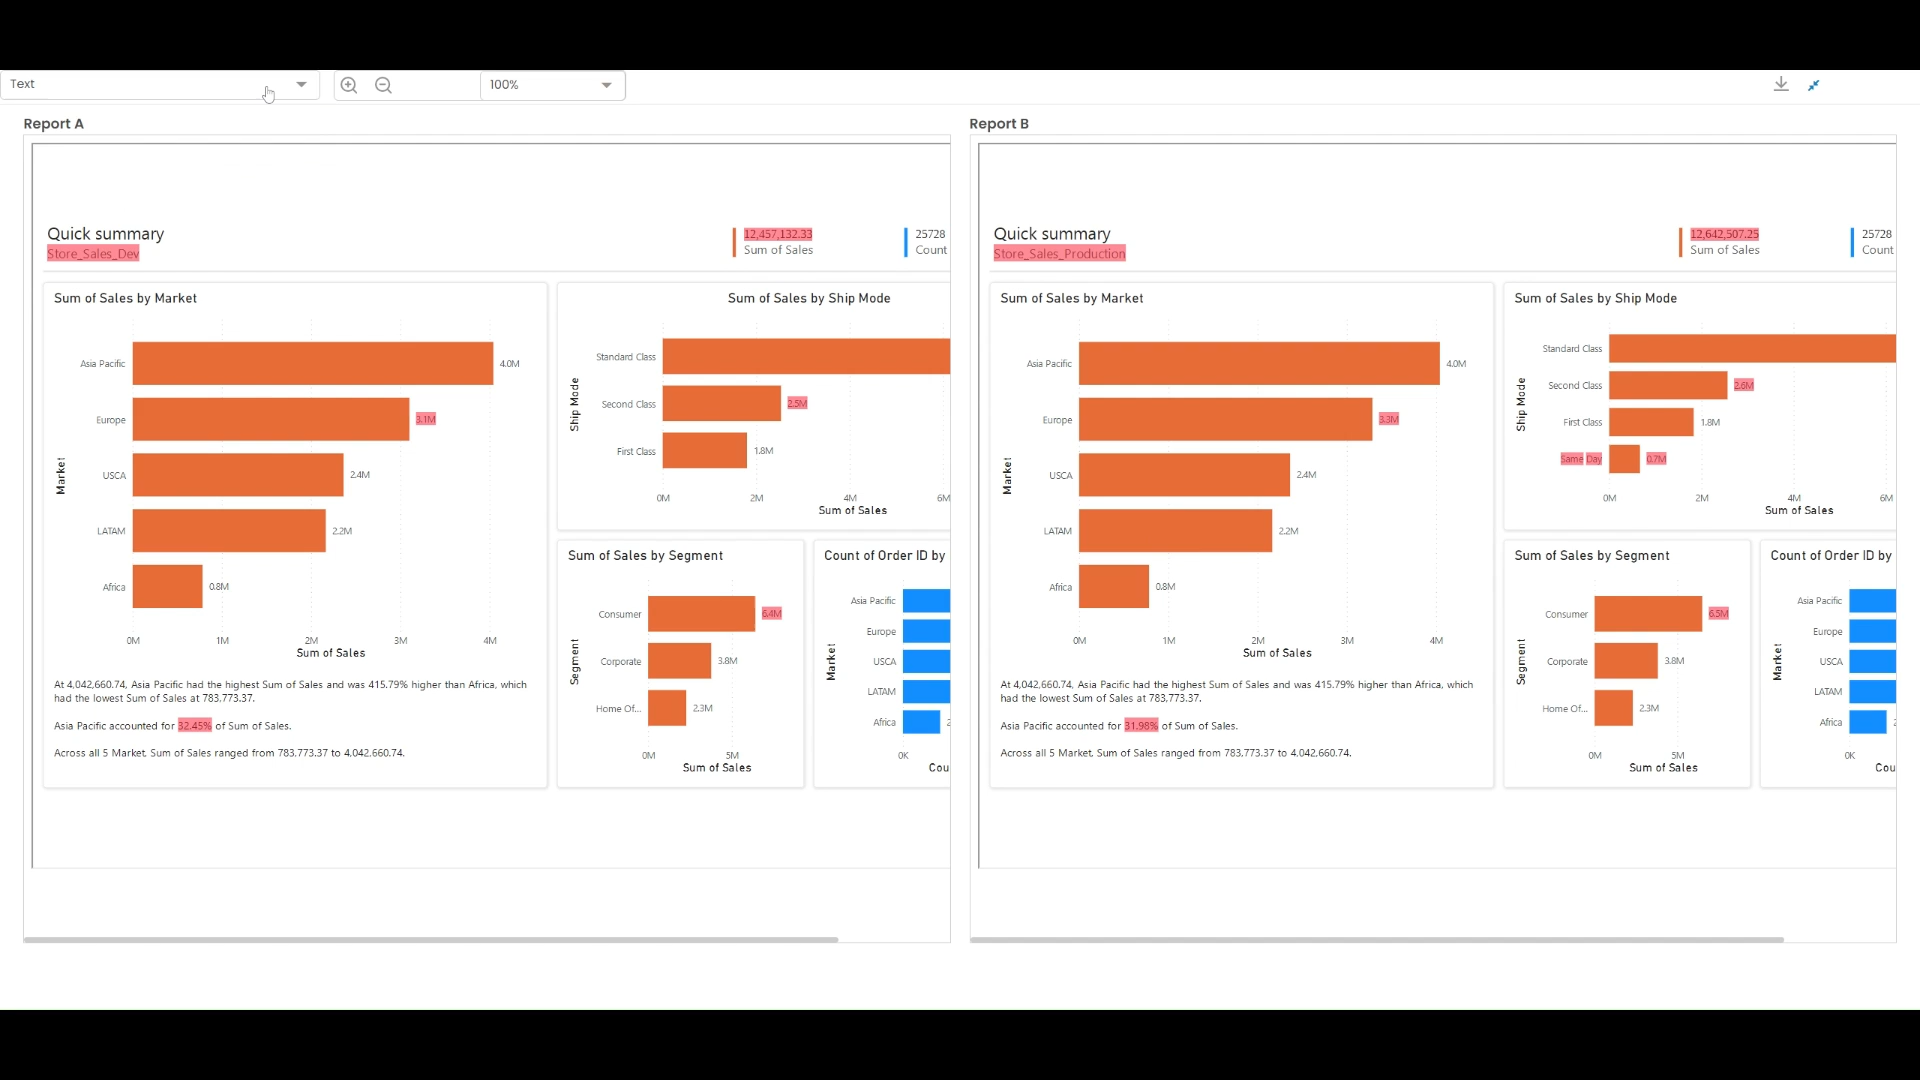 Text
100%
Report A
Report B
Quick summary
Store_Sales_Dev
12,457,132.33
Sum of Sales
25728
Count
Sum of Sales by Market
Market
Asia Pacific
4.0M
Europe
3.1M
USCA
2.4M
LATAM
2.2M
Africa
0.8M
0M 1M 2M 3M 4M
Sum of Sales
At 4,042,660.74, Asia Pacific had the highest Sum of Sales and was 415.79% higher than Africa, which
had the lowest Sum of Sales at 783,773.37.
Asia Pacific accounted for 32.45% of Sum of Sales.
Across all 5 Market, Sum of Sales ranged from 783,773.37 to 4,042,660.74.
Sum of Sales by Ship Mode
Ship Mode
Standard Class
Second Class
2.5M
First Class
1.8M
0M 2M 4M 6M
Sum of Sales
Sum of Sales by Segment
Segment
Consumer
6.4M
Corporate
3.8M
Home Of...
2.3M
0M 5M
Sum of Sales
Count of Order ID by
Market
Asia Pacific
Europe
USCA
LATAM
Africa
0K
Cou
Quick summary
Store_Sales_Production
12,642,507.25
Sum of Sales
25728
Count
Sum of Sales by Market
Market
Asia Pacific
4.0M
Europe
3.3M
USCA
2.4M
LATAM
2.2M
Africa
0.8M
0M 1M 2M 3M 4M
Sum of Sales
At 4,042,660.74, Asia Pacific had the highest Sum of Sales and was 415.79% higher than Africa, which
had the lowest Sum of Sales at 783,773.37.
Asia Pacific accounted for 31.98% of Sum of Sales.
Across all 5 Market, Sum of Sales ranged from 783,773.37 to 4,042,660.74.
Sum of Sales by Ship Mode
Ship Mode
Standard Class
Second Class
2.6M
First Class
1.8M
Same Day
0.7M
0M 2M 4M 6M
Sum of Sales
Sum of Sales by Segment
Segment
Consumer
6.5M
Corporate
3.8M
Home Of...
2.3M
0M 5M
Sum of Sales
Count of Order ID by
Market
Asia Pacific
Europe
USCA
LATAM
Africa
0K
Cou